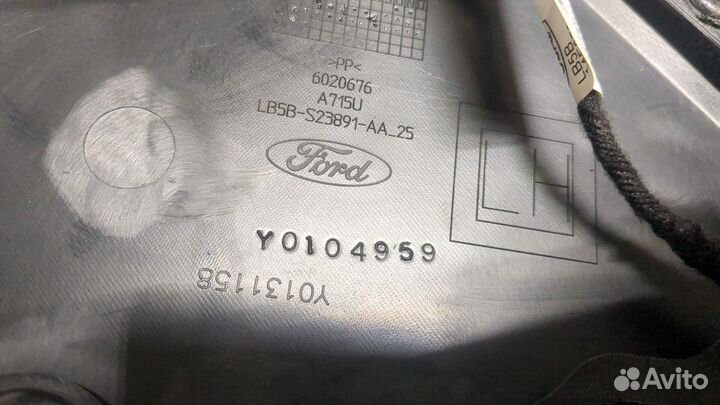 >PP<
6020676
A715U
LB5B-S23891-AA_25
Ford
LH
Y0104959
Y0131158
LB5B
Avito